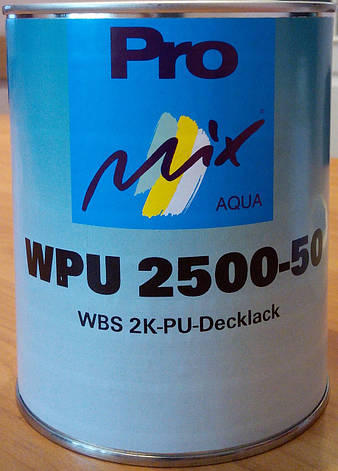 Pro
Mix
AQUA
WPU 2500-50
WBS 2K-PU-Decklack